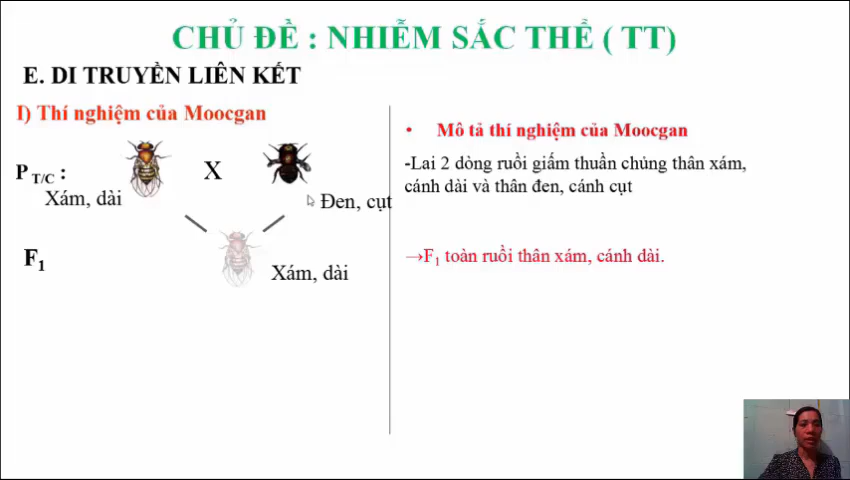 CHỦ ĐỀ : NHIỄM SẮC THỂ ( TT)
E. DI TRUYỀN LIÊN KẾT
I) Thí nghiệm của Moocgan
P T/C :
X
Xám, dài
Đen, cụt
F1
Xám, dài
• Mô tả thí nghiệm của Moocgan
-Lai 2 dòng ruồi giấm thuần chủng thân xám,
cánh dài và thân đen, cánh cụt
→F1 toàn ruồi thân xám, cánh dài.